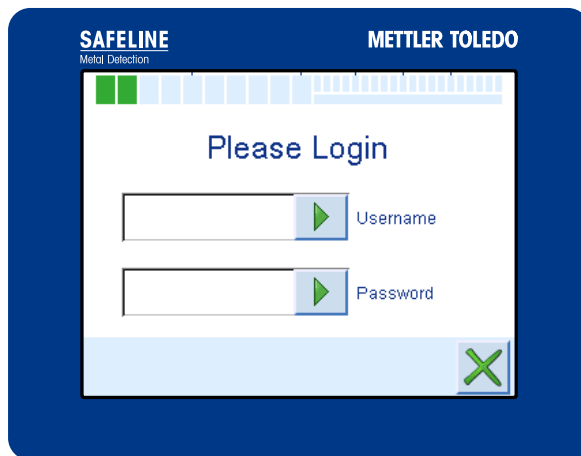 SAFELINE
METTLER TOLEDO
Metal Detection
Please Login
Username
Password